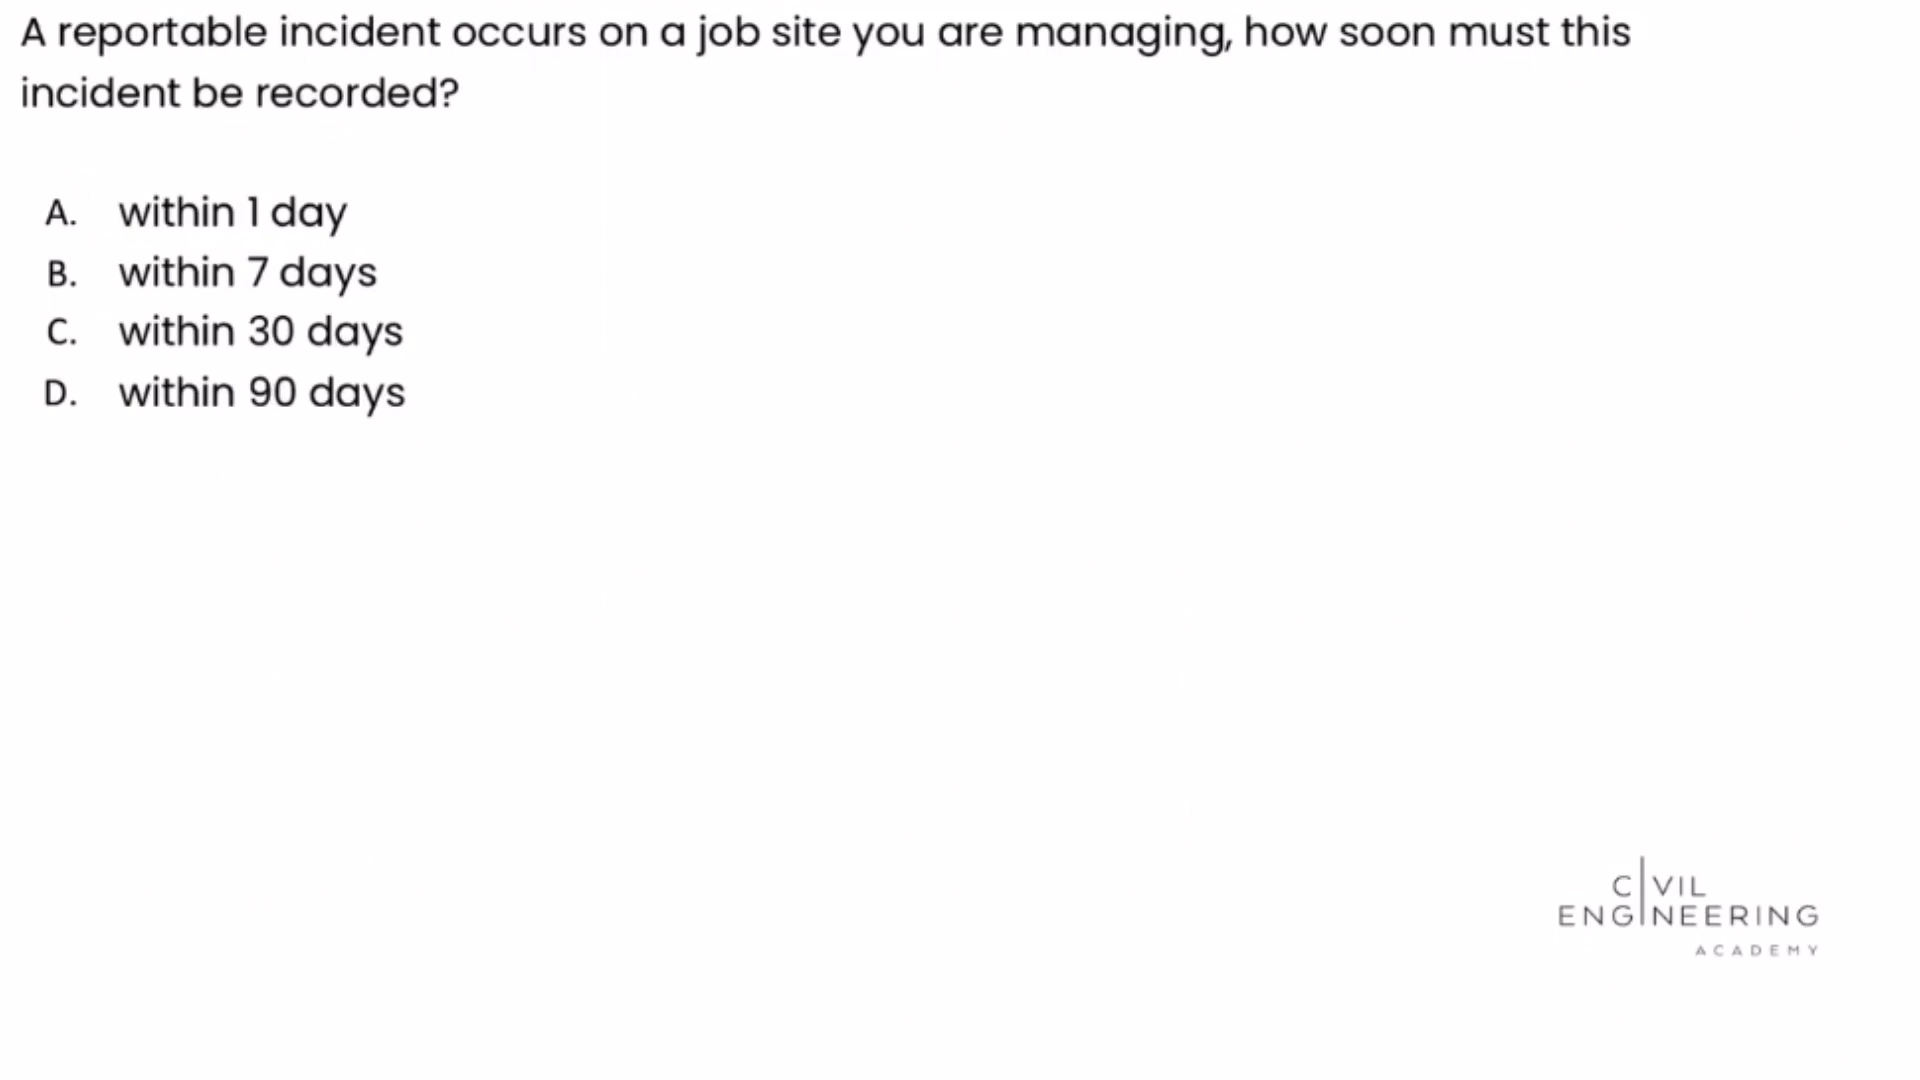 A reportable incident occurs on a job site you are managing, how soon must this
incident be recorded?
A. within 1 day
B. within 7 days
C. within 30 days
D. within 90 days
CIVIL
ENGINEERING
ACADEMY